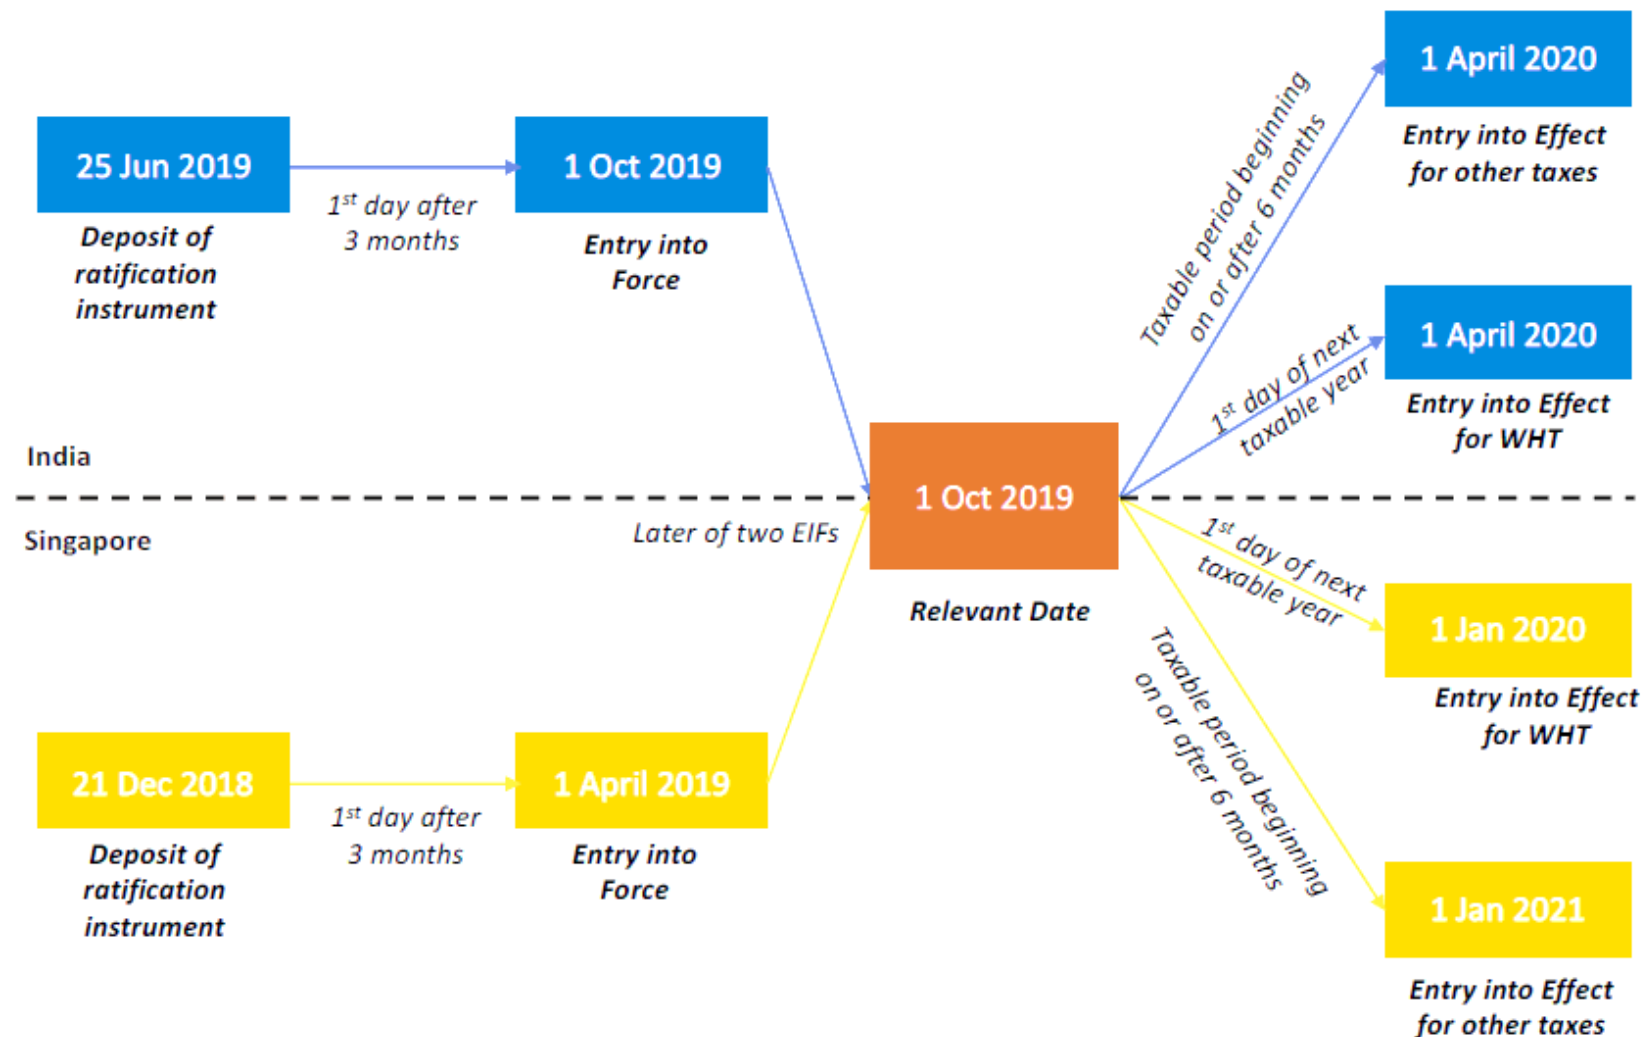 25 Jun 2019
Deposit of
ratification
instrument
1st day after
3 months
1 Oct 2019
Entry into
Force
Taxable period beginning
on or after 6 months
1 April 2020
Entry into Effect
for other taxes
1st day of next
taxable year
1 April 2020
Entry into Effect
for WHT
India
Singapore
Later of two EIFs
1 Oct 2019
Relevant Date
1st day of next
taxable year
1 Jan 2020
Entry into Effect
for WHT
21 Dec 2018
Deposit of
ratification
instrument
1st day after
3 months
1 April 2019
Entry into
Force
Taxable period beginning
on or after 6 months
1 Jan 2021
Entry into Effect
for other taxes